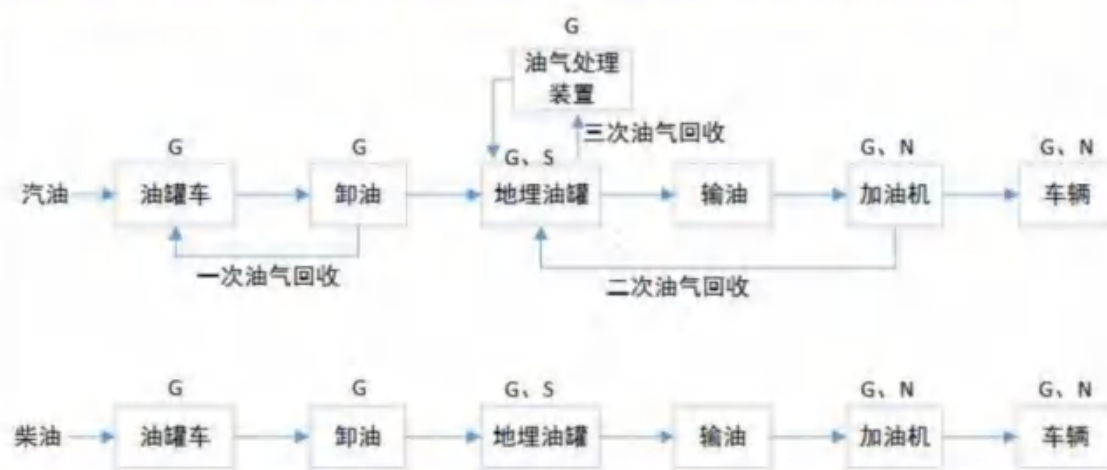 G
油气处理
装置
三次油气回收
G G G、S G、N G、N
汽油 油罐车 卸油 地埋油罐 输油 加油机 车辆
一次油气回收 二次油气回收
G G G、S G、N G、N
柴油 油罐车 卸油 地埋油罐 输油 加油机 车辆